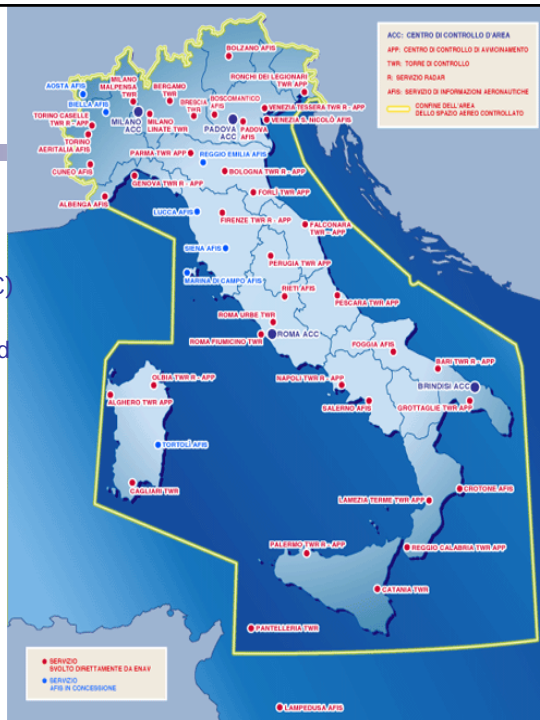 ACC: CENTRO DI CONTROLLO D'AREA
APP: CENTRO DI CONTROLLO DI AVVICINAMENTO
TWR: TORRE DI CONTROLLO
R: SERVIZIO RADAR
AFIS: SERVIZIO DI INFORMAZIONI AERONAUTICHE
CONFINE DELL'AREA
DELLO SPAZIO AEREO CONTROLLATO
BOLZANO AFIS
RONCHI DEI LEGIONARI
TWR APP
AOSTA AFIS
MILANO
MALPENSA
TWR
BERGAMO
TWR
BIELLA AFIS
BRESCIA
TWR
BOSCOMANTICO
AFIS
VENEZIA TESSERA TWR R - APP
VENEZIA S. NICOLÒ AFIS
TORINO CASELLE
TWR R - APP
MILANO
ACC
MILANO
LINATE TWR
PADOVA
ACC
PADOVA
AFIS
TORINO
AERITALIA AFIS
PARMA TWR APP
REGGIO EMILIA AFIS
CUNEO AFIS
GENOVA TWR R - APP
BOLOGNA TWR R - APP
ALBENGA AFIS
FORLÌ TWR APP
LUCCA AFIS
FIRENZE TWR R - APP
FALCONARA
TWR - APP
SIENA AFIS
PERUGIA TWR APP
MARINA DI CAMPO AFIS
C)
RIETI AFIS
PESCARA TWR APP
ROMA URBE TWR
ROMA FIUMICINO TWR
ROMA ACC
d
FOGGIA AFIS
BARI TWR R - APP
OLBIA TWR R - APP
NAPOLI TWR R - APP
BRINDISI ACC
ALGHERO TWR APP
SALERNO AFIS
GROTTAGLIE TWR APP
TORTOLÌ AFIS
CAGLIARI TWR
CROTONE AFIS
LAMEZIA TERME TWR APP
PALERMO TWR R - APP
REGGIO CALABRIA TWR APP
CATANIA TWR
PANTELLERIA TWR
SERVIZIO
SVOLTO DIRETTAMENTE DA ENAV
SERVIZIO
AFIS IN CONCESSIONE
LAMPEDUSA AFIS